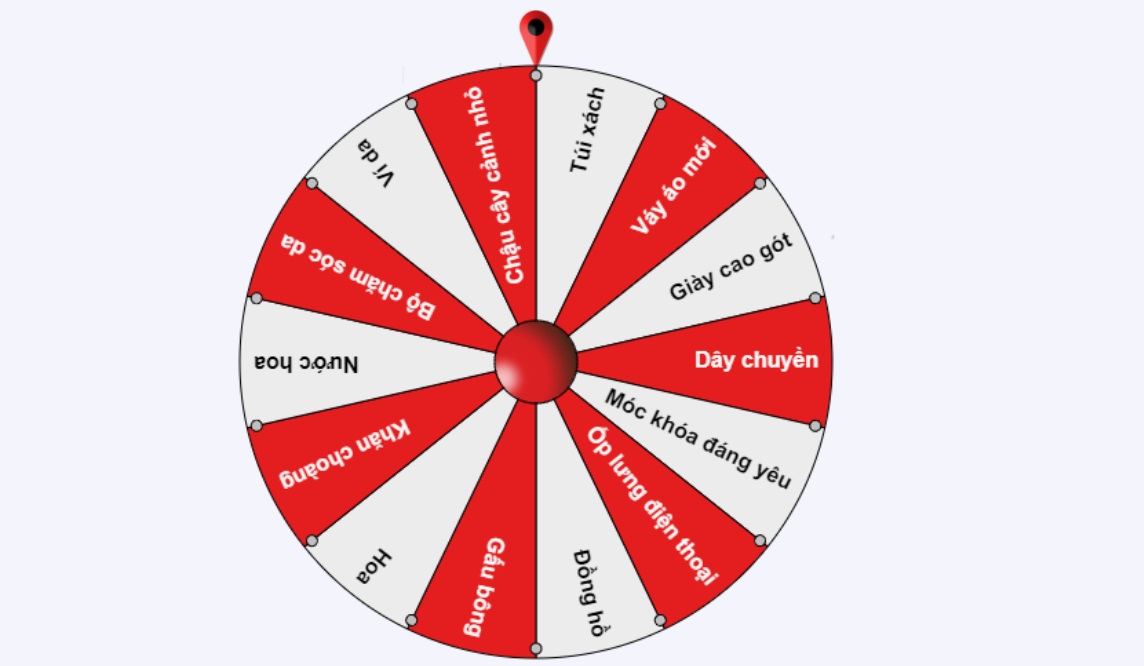 Túi xách
Váy áo mới
Giày cao gót
Dây chuyền
Móc khóa đáng yêu
Ốp lưng điện thoại
Đồng hồ
Gấu bông
Hoa
Khăn choàng
Nước hoa
Bộ chăm sóc da
Ví da
Chậu cây cảnh nhỏ